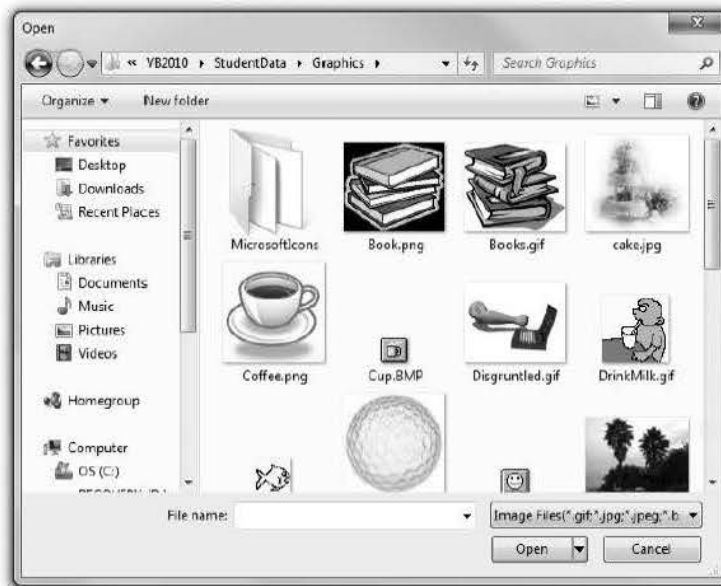 Open
« VB2010 ▸ StudentData ▸ Graphics ▸
Search Graphics
Organize
New folder
Favorites
Desktop
Downloads
Recent Places
Libraries
Documents
Music
Pictures
Videos
Homegroup
Computer
OS (C:)
MicrosoftIcons
Book.png
Books.gif
cake.jpg
Coffee.png
Cup.BMP
Disgruntled.gif
DrinkMilk.gif
File name:
Image Files(*.gif;*.jpg;*.jpeg;*.b
Open
Cancel